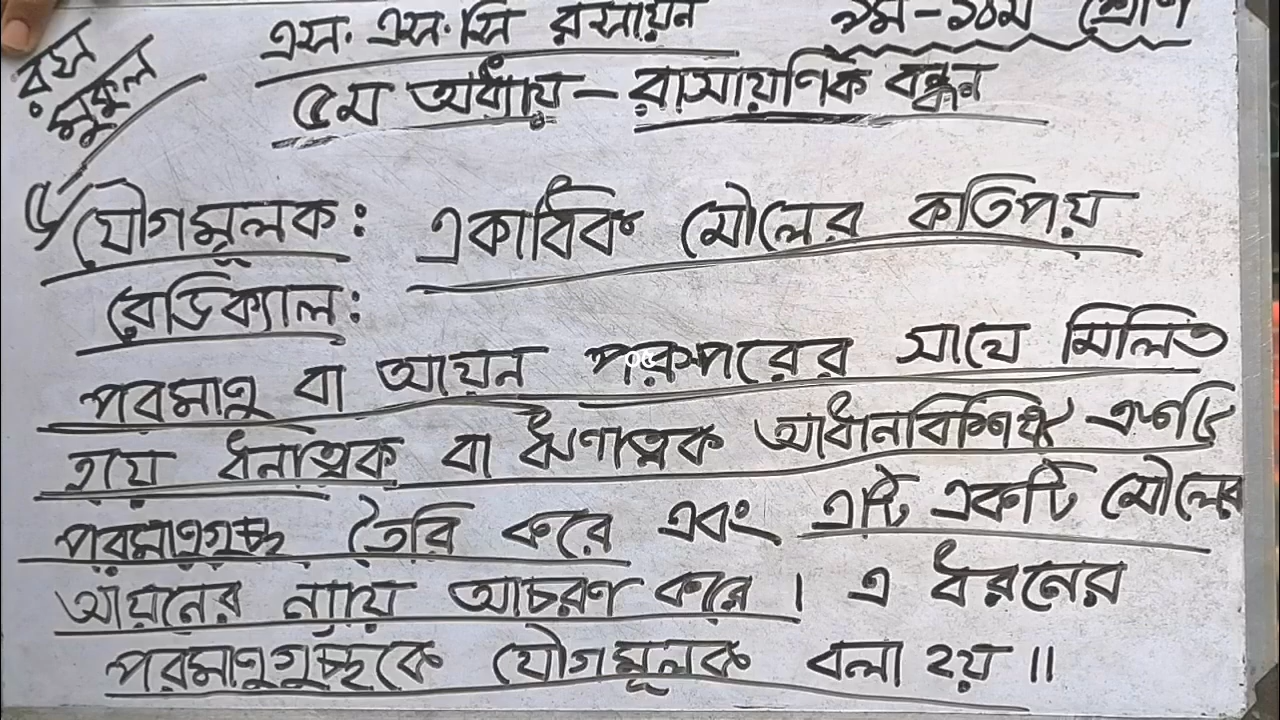 রয়
মুকুল
এস. এস. সি রসায়ন ৯ম-১০ম শ্রেণি
৫ম অধ্যায় - রাসায়ণিক বন্ধন
৫/ যৌগমূলক: একাধিক মৌলের কতিপয়
রেডিক্যাল:
পরমাণু বা আয়ন পরস্পরের সাথে মিলিত
হয়ে ধনাত্মক বা ঋণাত্মক আধানবিশিষ্ট একটি
পরমাণুগুচ্ছ তৈরি করে এবং এটি একটি মৌলের
আয়নের ন্যায় আচরণ করে। এ ধরনের
পরমাণুগুচ্ছকে যৌগমূলক বলা হয়॥